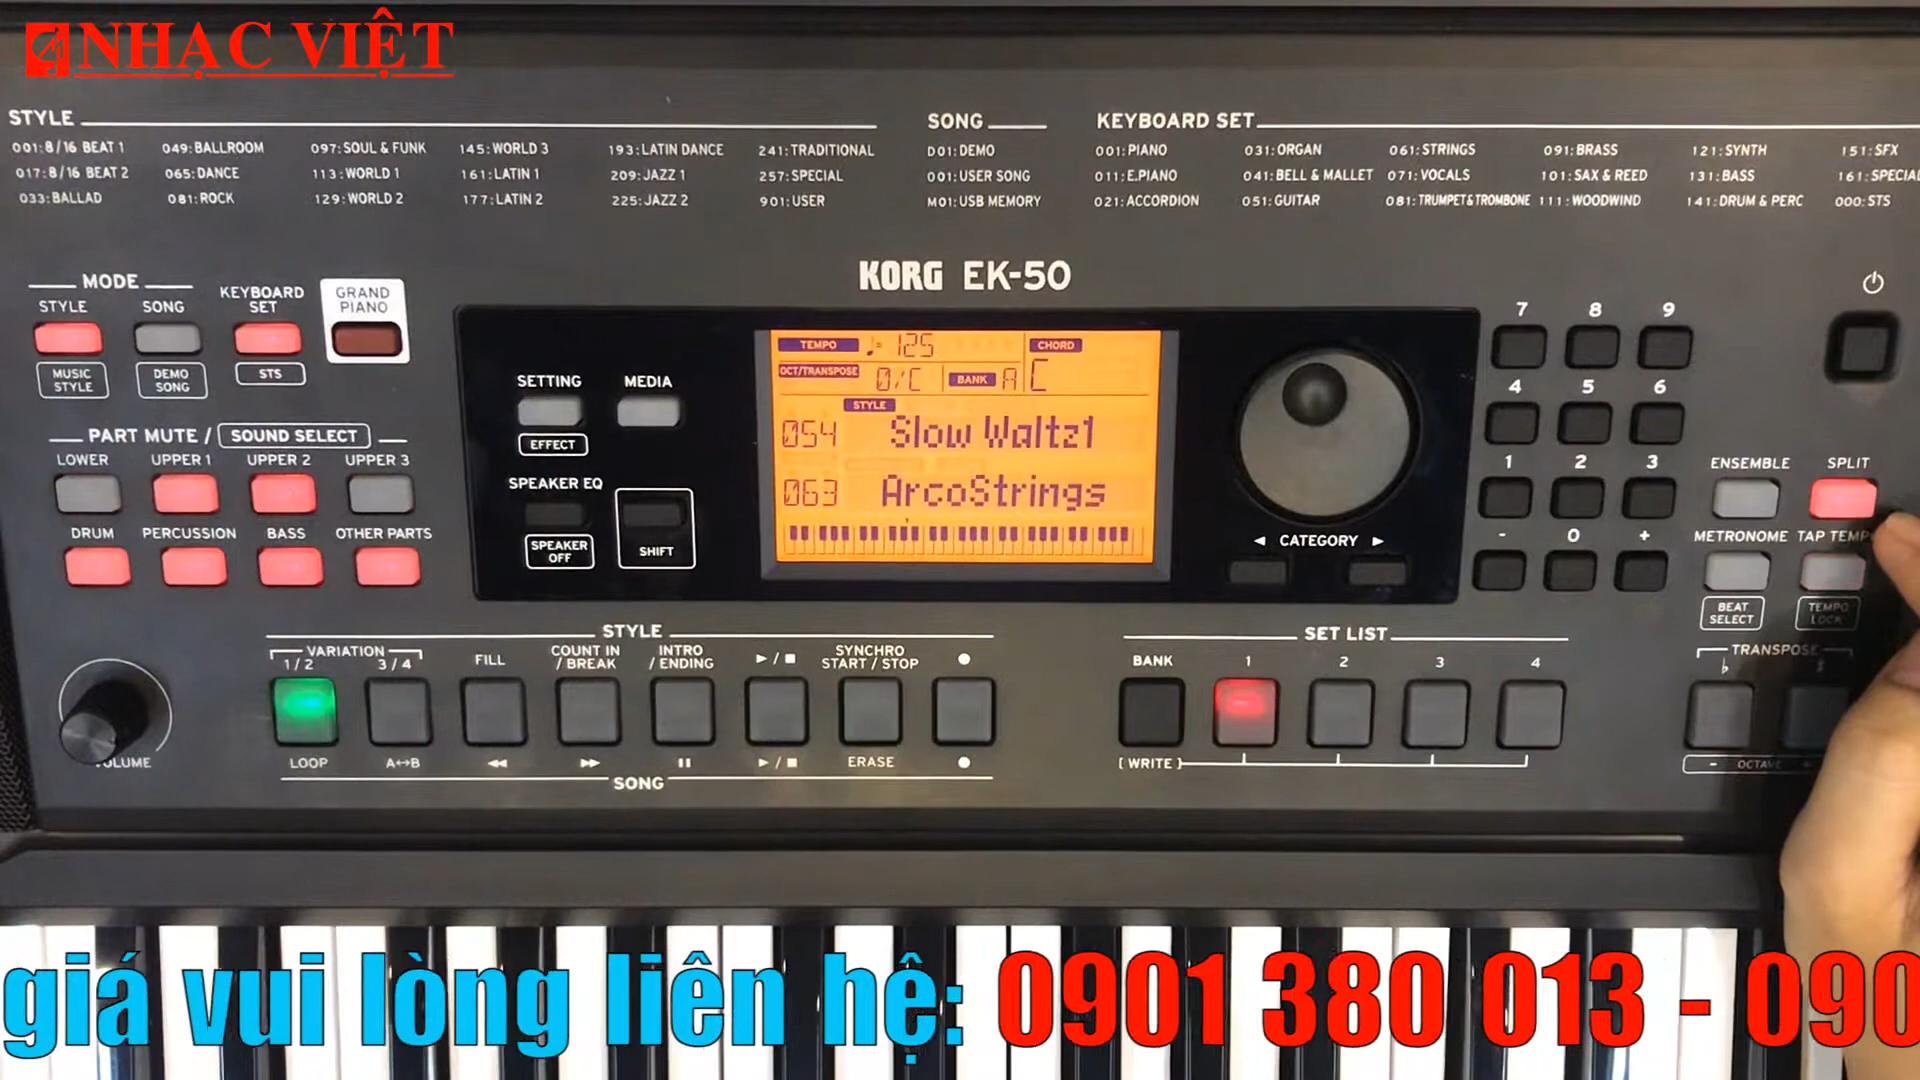 NHẠC VIỆT
STYLE
001:8/16 BEAT 1 049:BALLROOM 097:SOUL & FUNK 145:WORLD 3 193:LATIN DANCE 241:TRADITIONAL
017:8/16 BEAT 2 065:DANCE 113:WORLD 1 161:LATIN 1 209:JAZZ 1 257:SPECIAL
033:BALLAD 081:ROCK 129:WORLD 2 177:LATIN 2 225:JAZZ 2 901:USER
SONG
D01:DEMO
001:USER SONG
M01:USB MEMORY
KEYBOARD SET
001:PIANO 031:ORGAN 061:STRINGS 091:BRASS 121:SYNTH 151:SFX
011:E.PIANO 041:BELL & MALLET 071:VOCALS 101:SAX & REED 131:BASS 161:SPECIAL
021:ACCORDION 051:GUITAR 081:TRUMPET & TROMBONE 111:WOODWIND 141:DRUM & PERC 000:STS
KORG EK-50
MODE
STYLE SONG KEYBOARD SET GRAND PIANO
MUSIC STYLE DEMO SONG STS
PART MUTE / SOUND SELECT
LOWER UPPER 1 UPPER 2 UPPER 3
DRUM PERCUSSION BASS OTHER PARTS
SETTING MEDIA
EFFECT
SPEAKER EQ
SPEAKER OFF SHIFT
TEMPO ♩= 125 CHORD
OCT/TRANSPOSE 0/C BANK A C
STYLE
054 Slow Waltz1
063 ArcoStrings
◄ CATEGORY ►
7 8 9
4 5 6
1 2 3
- 0 +
ENSEMBLE SPLIT
METRONOME TAP TEMPO
BEAT SELECT TEMPO LOCK
TRANSPOSE
♭ ♯
- OCTAVE +
VOLUME
STYLE
VARIATION
1/2 3/4 FILL COUNT IN / BREAK INTRO / ENDING ►/■ SYNCHRO START / STOP ●
LOOP A↔B ◄◄ ►► ▮▮ ►/■ ERASE ●
SONG
SET LIST
BANK 1 2 3 4
[ WRITE ]
giá vui lòng liên hệ: 0901 380 013 - 090